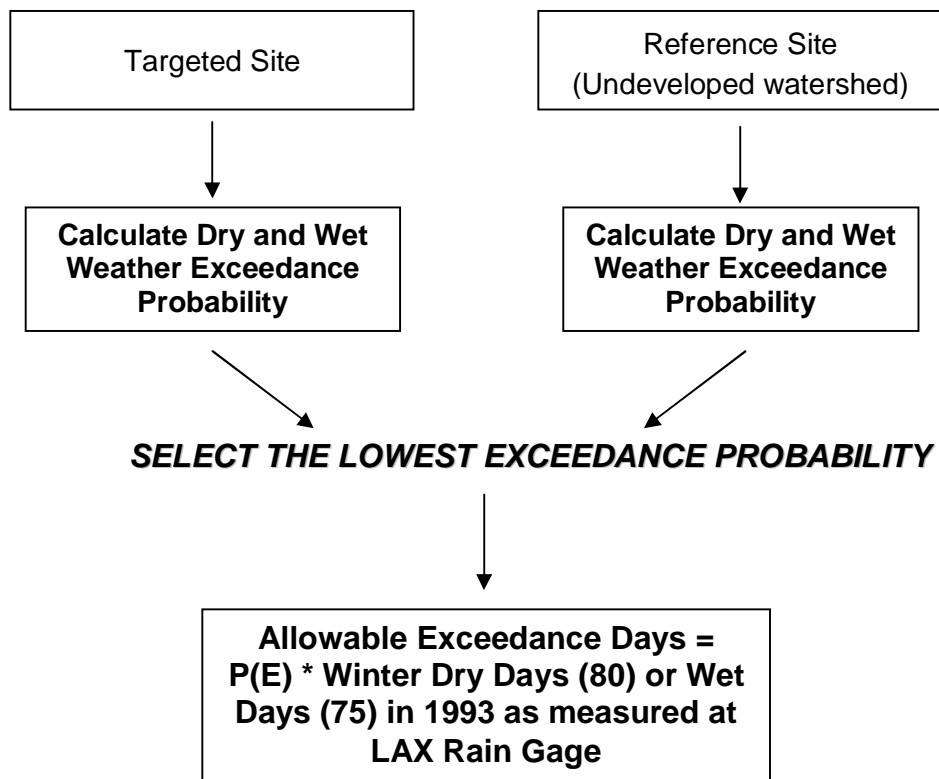 Targeted Site
Reference Site
(Undeveloped watershed)
Calculate Dry and Wet
Weather Exceedance
Probability
Calculate Dry and Wet
Weather Exceedance
Probability
SELECT THE LOWEST EXCEEDANCE PROBABILITY
Allowable Exceedance Days =
P(E) * Winter Dry Days (80) or Wet
Days (75) in 1993 as measured at
LAX Rain Gage